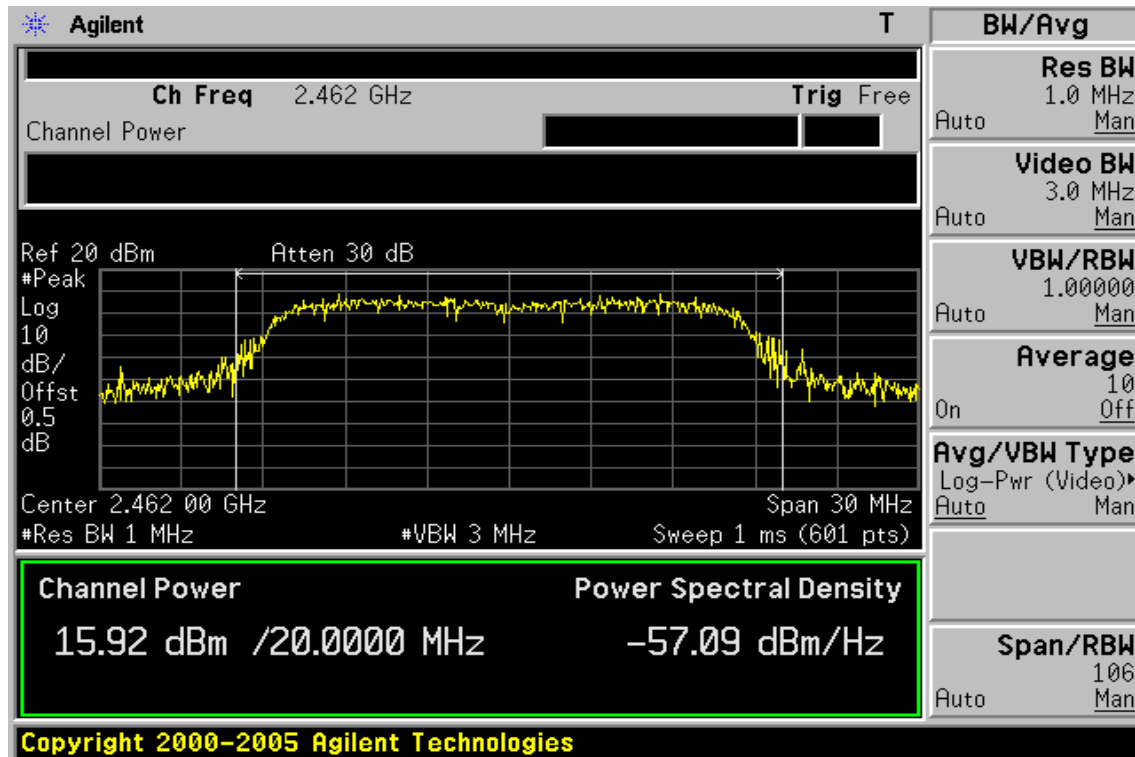 Agilent T
Ch Freq 2.462 GHz Trig Free
Channel Power
Ref 20 dBm Atten 30 dB
#Peak
Log
10
dB/
Offst
0.5
dB
Center 2.462 00 GHz Span 30 MHz
#Res BW 1 MHz #VBW 3 MHz Sweep 1 ms (601 pts)
Channel Power Power Spectral Density
15.92 dBm /20.0000 MHz -57.09 dBm/Hz
Copyright 2000-2005 Agilent Technologies
BW/Avg
Res BW
1.0 MHz
Auto Man
Video BW
3.0 MHz
Auto Man
VBW/RBW
1.00000
Auto Man
Average
10
On Off
Avg/VBW Type
Log-Pwr (Video)▸
Auto Man
Span/RBW
106
Auto Man